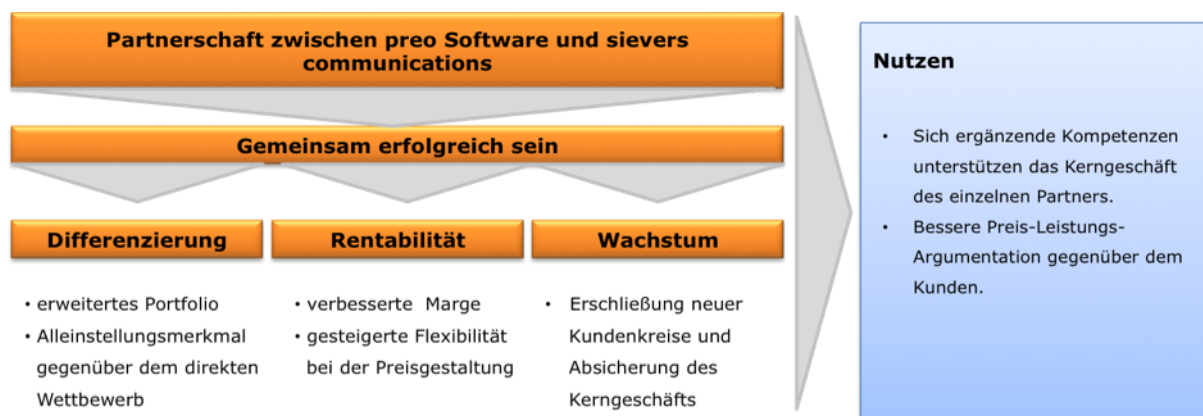 Partnerschaft zwischen preo Software und sievers
communications
Gemeinsam erfolgreich sein
Differenzierung
• erweitertes Portfolio
• Alleinstellungsmerkmal
gegenüber dem direkten
Wettbewerb
Rentabilität
• verbesserte Marge
• gesteigerte Flexibilität
bei der Preisgestaltung
Wachstum
• Erschließung neuer
Kundenkreise und
Absicherung des
Kerngeschäfts
Nutzen
• Sich ergänzende Kompetenzen
unterstützen das Kerngeschäft
des einzelnen Partners.
• Bessere Preis-Leistungs-
Argumentation gegenüber dem
Kunden.